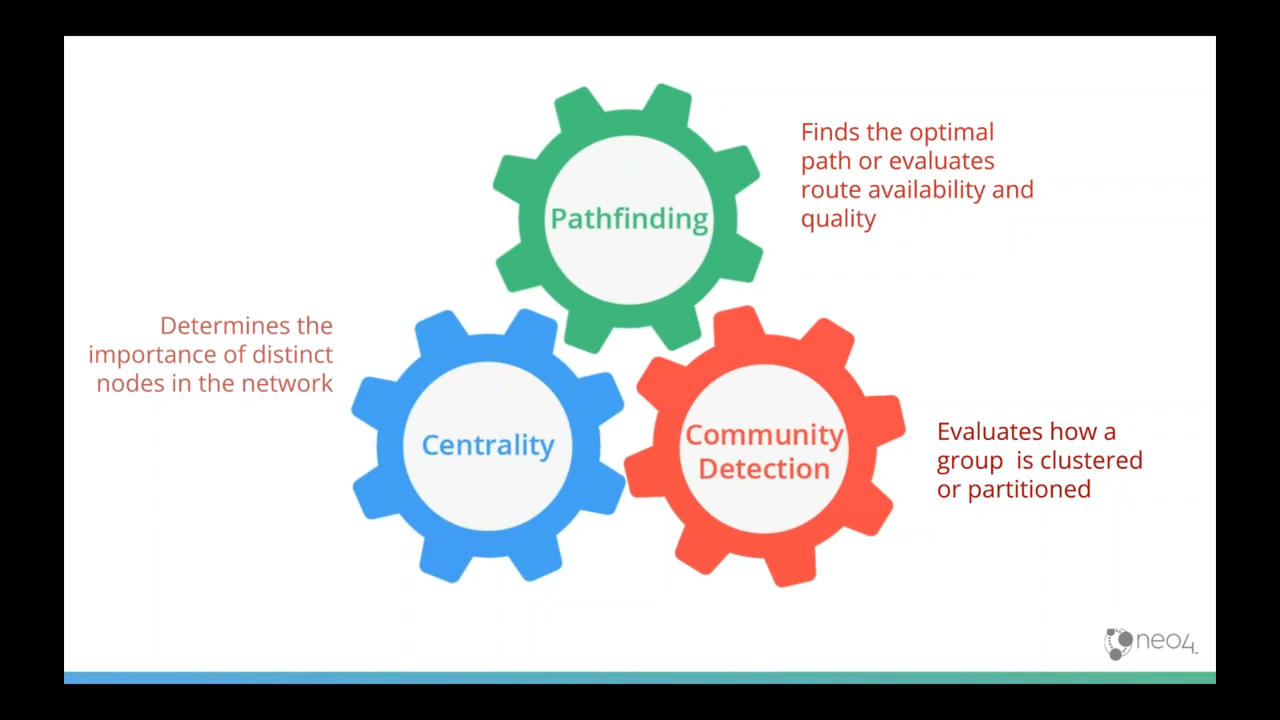 Pathfinding
Finds the optimal
path or evaluates
route availability and
quality
Determines the
importance of distinct
nodes in the network
Centrality
Community
Detection
Evaluates how a
group is clustered
or partitioned
neo4j